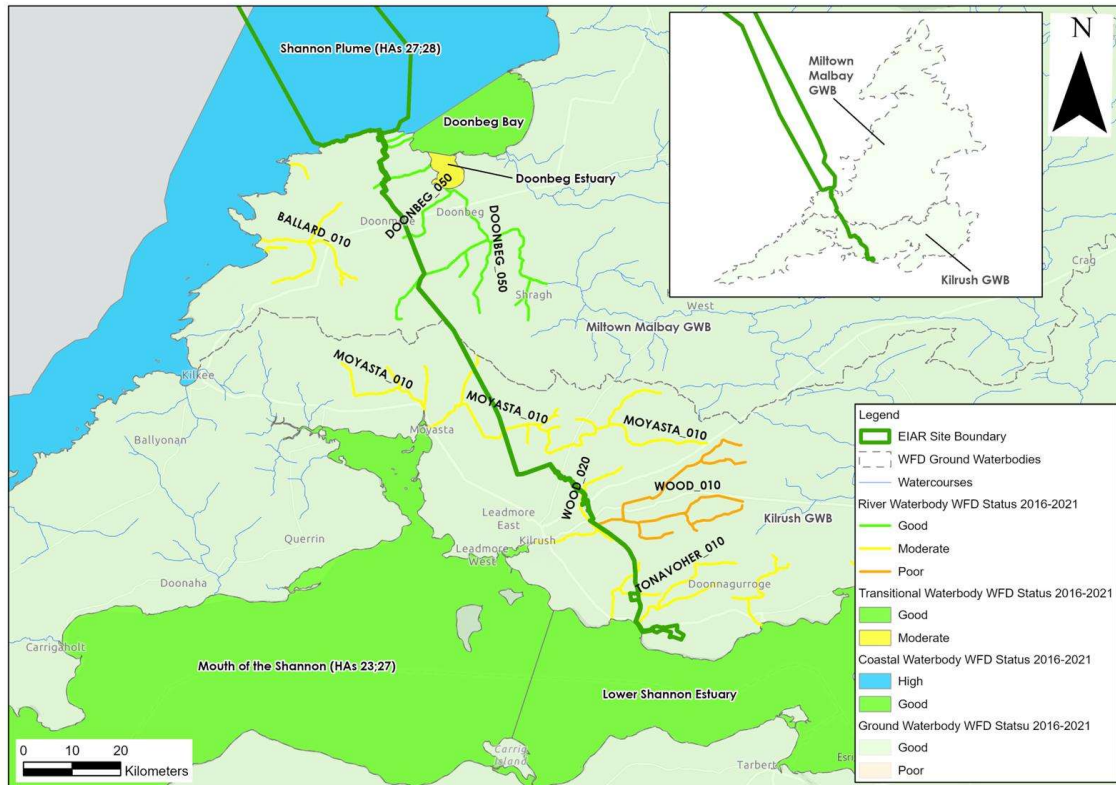 Shannon Plume (HAs 27;28)
Doonbeg Bay
Doonbeg Estuary
DOONBEG_050
BALLARD_010
Doonbeg
DOONBEG_050
Shragh
West
Miltown Malbay GWB
Crag
Kilkee
MOYASTA_010
MOYASTA_010
MOYASTA_010
Moyasta
Ballyonan
WOOD_020
WOOD_010
Leadmore
East
Kilrush GWB
Querrin
Kilrush
Leadmore
West
TONAVOHER_010
Doonnagurroge
Doonaha
Carrigaholt
Mouth of the Shannon (HAs 23;27)
Lower Shannon Estuary
Carrig
Island
Tarbert
0 10 20
Kilometers
Miltown
Malbay
GWB
Kilrush GWB
N
Legend
EIAR Site Boundary
WFD Ground Waterbodies
Watercourses
River Waterbody WFD Status 2016-2021
Good
Moderate
Poor
Transitional Waterbody WFD Status 2016-2021
Good
Moderate
Coastal Waterbody WFD Status 2016-2021
High
Good
Ground Waterbody WFD Statsu 2016-2021
Good
Poor